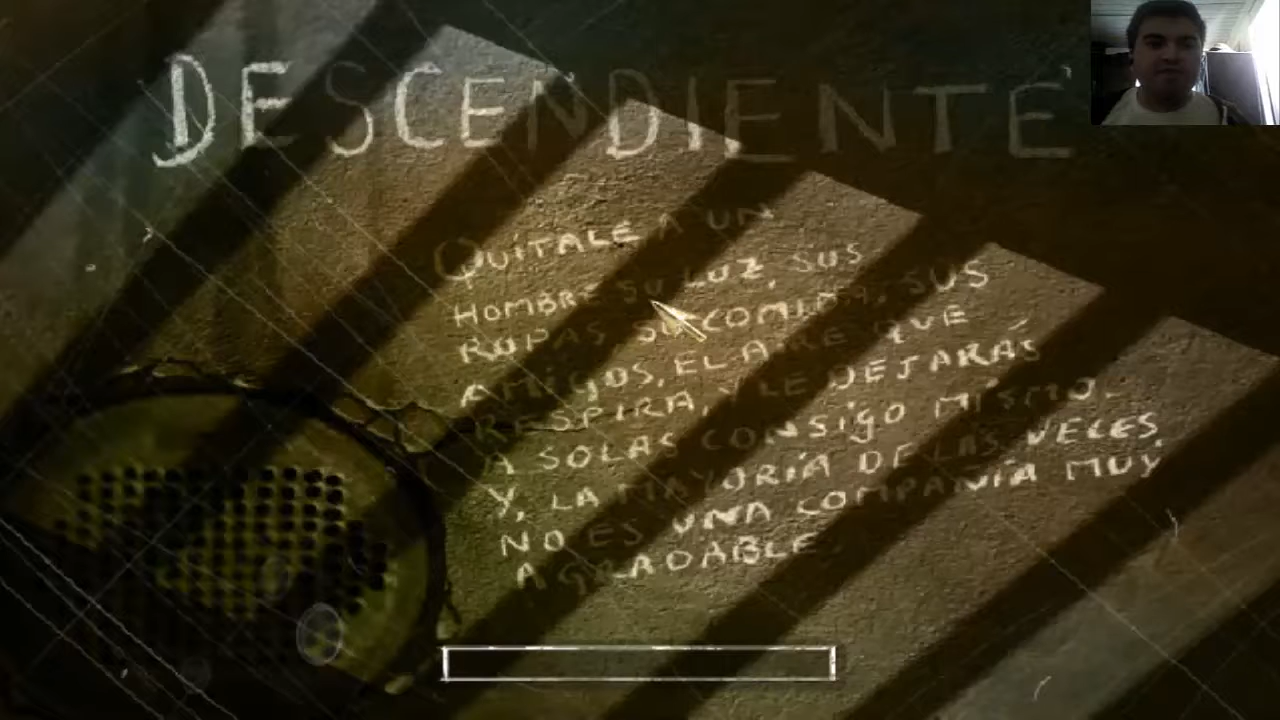 DESCENDIENTE
QUÍTALE A UN
HOMBRE SU LUZ, SUS
ROPAS, SU COMIDA, SUS
AMIGOS, EL AIRE QUE
RESPIRA, Y LE DEJARÁS
A SOLAS CONSIGO MISMO.
Y, LA MAYORÍA DE LAS VECES,
NO ES UNA COMPAÑÍA MUY
AGRADABLE.